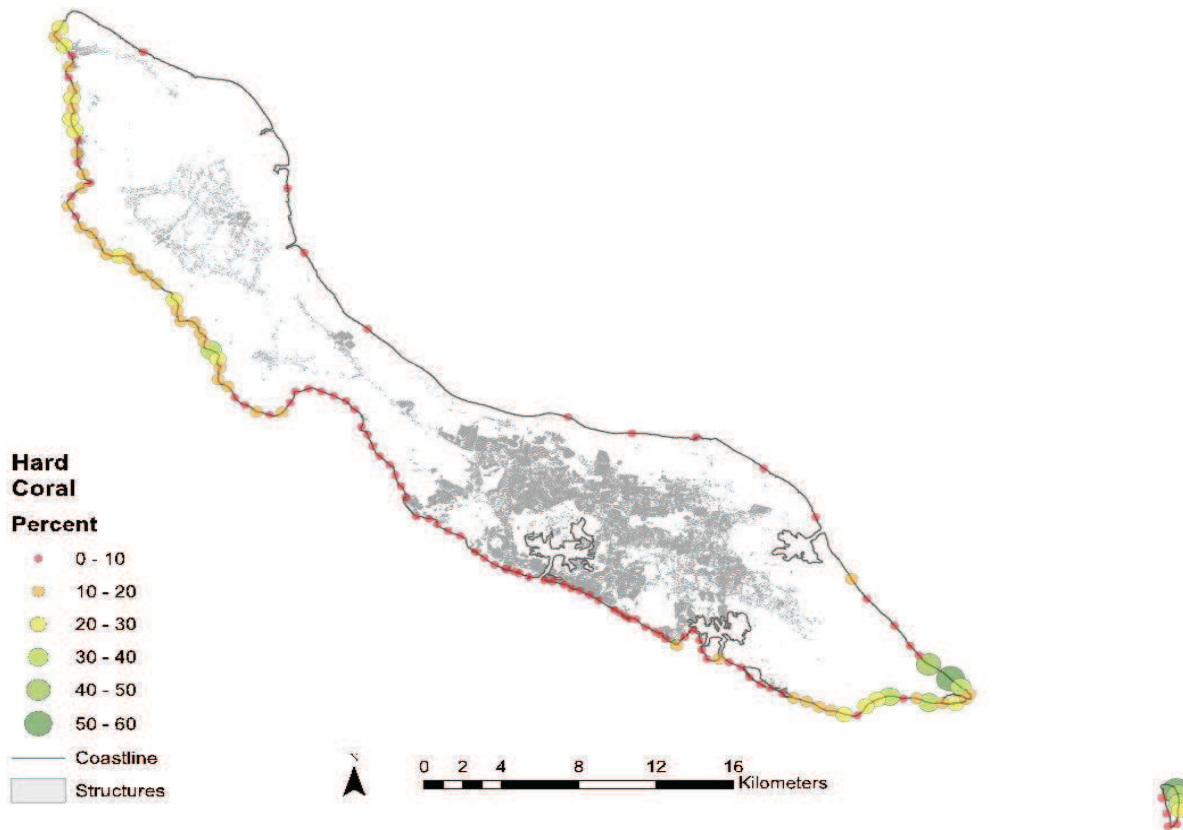 Hard
Coral
Percent
0 - 10
10 - 20
20 - 30
30 - 40
40 - 50
50 - 60
Coastline
Structures
N
0 2 4 8 12 16
Kilometers